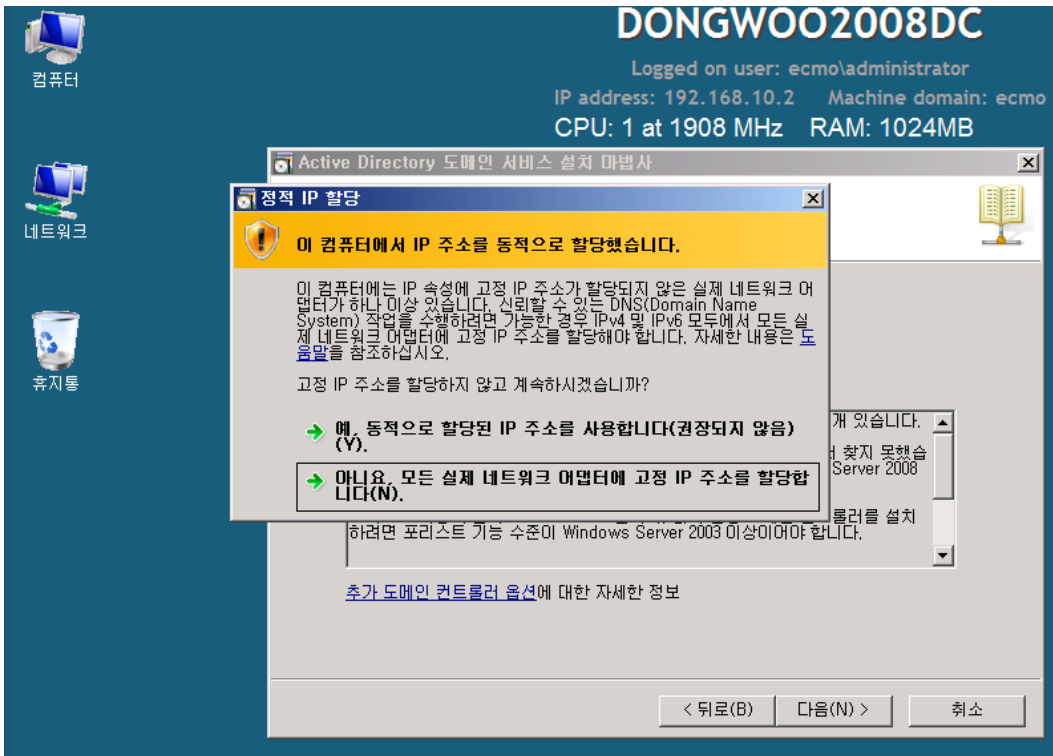 컴퓨터
네트워크
휴지통
DONGWOO2008DC
Logged on user: ecmo\administrator
IP address: 192.168.10.2 Machine domain: ecmo
CPU: 1 at 1908 MHz RAM: 1024MB
Active Directory 도메인 서비스 설치 마법사
정적 IP 할당
이 컴퓨터에서 IP 주소를 동적으로 할당했습니다.
이 컴퓨터에는 IP 속성에 고정 IP 주소가 할당되지 않은 실제 네트워크 어
댑터가 하나 이상 있습니다. 신뢰할 수 있는 DNS(Domain Name
System) 작업을 수행하려면 가능한 경우 IPv4 및 IPv6 모두에서 모든 실
제 네트워크 어댑터에 고정 IP 주소를 할당해야 합니다. 자세한 내용은 도
움말을 참조하십시오.
고정 IP 주소를 할당하지 않고 계속하시겠습니까?
예, 동적으로 할당된 IP 주소를 사용합니다(권장되지 않음)
(Y).
아니요, 모든 실제 네트워크 어댑터에 고정 IP 주소를 할당합
니다(N).
개 있습니다.
찾지 못했습
Server 2008
롤러를 설치
하려면 포리스트 기능 수준이 Windows Server 2003 이상이어야 합니다.
추가 도메인 컨트롤러 옵션에 대한 자세한 정보
< 뒤로(B) 다음(N) > 취소